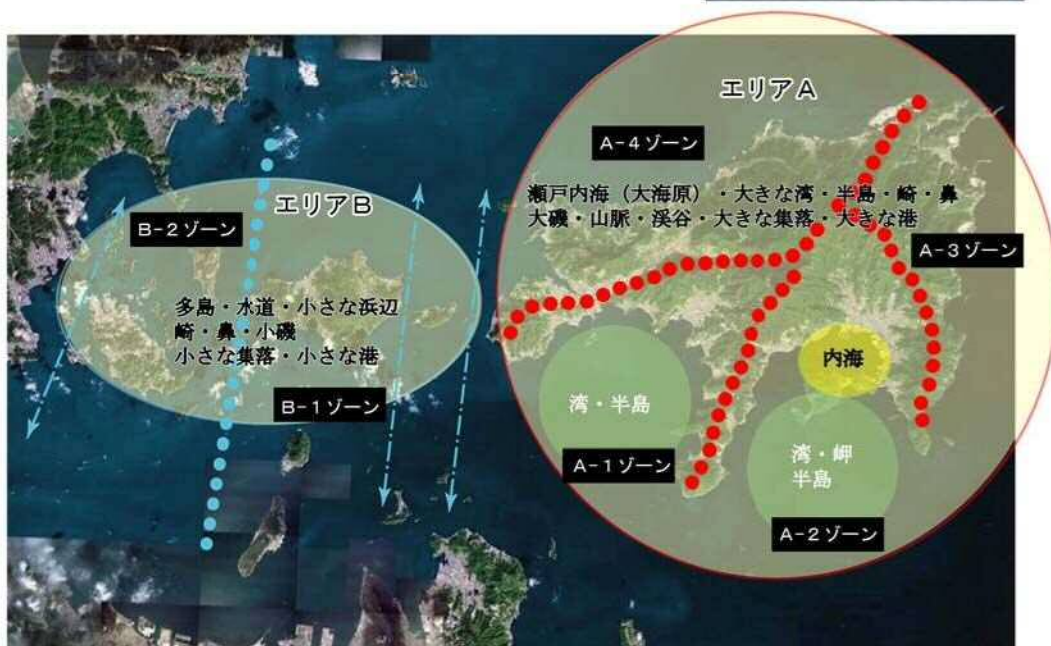 エリアA
A-4ゾーン
瀬戸内海（大海原）・大きな湾・半島・崎・鼻
大磯・山脈・渓谷・大きな集落・大きな港
A-3ゾーン
エリアB
B-2ゾーン
多島・水道・小さな浜辺
崎・鼻・小磯
小さな集落・小さな港
B-1ゾーン
内海
湾・半島
A-1ゾーン
湾・岬
半島
A-2ゾーン